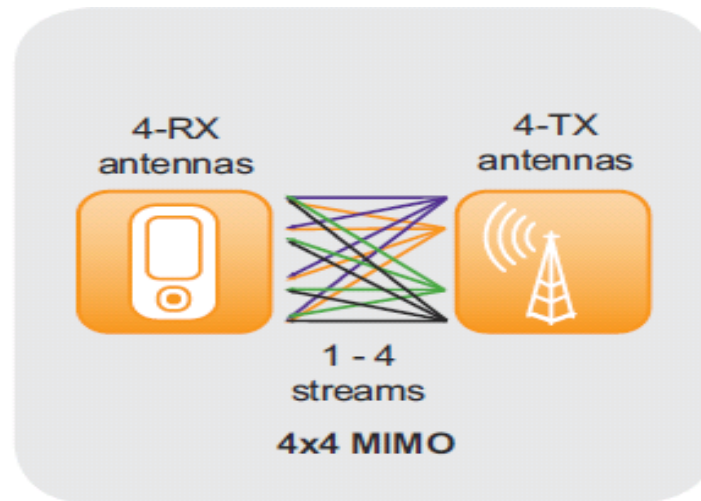 4-RX
antennas
4-TX
antennas
1 - 4
streams
4x4 MIMO